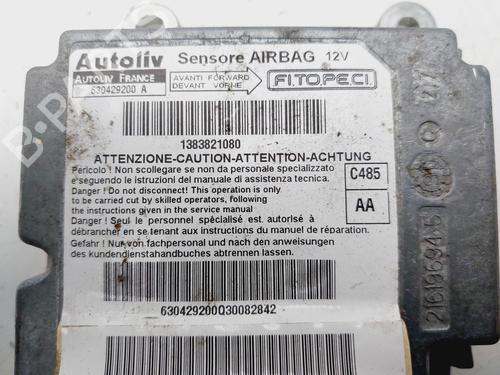 Autoliv Sensore AIRBAG 12V
AUTOLIV FRANCE
630429200 A
AVANTI FORWARD
DEVANT VORNE
F.I.TO.PE.CI.
1383821080
ATTENZIONE-CAUTION-ATTENTION-ACHTUNG
Pericolo ! Non scollegare se non da personale specializzato
e seguendo le istruzioni del manuale di assistenza tecnica.
Danger ! Do not disconnect! This operation is only
to be carried cut by skilled operators, following
the instructions given in the service manual
Danger ! Seul le personnel spécialisé est autorisé à
débrancher en se tenant aux instructions du manuel de réparation.
Gefahr ! Nur von fachpersonal und nach den anweisungen
des kundendienstahandbuches abtrennen lassen.
C485
AA
630429200Q30082842